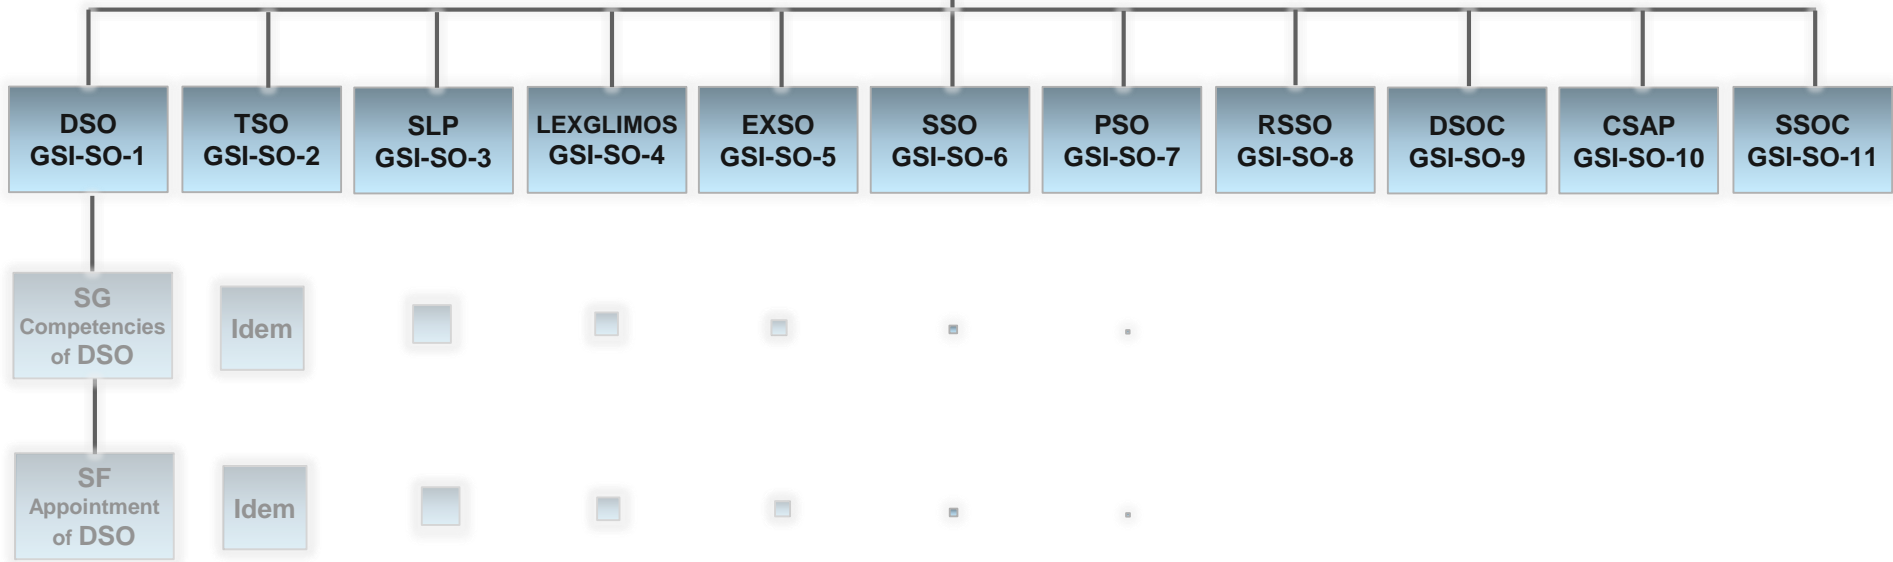 DSO
GSI-SO-1
TSO
GSI-SO-2
SLP
GSI-SO-3
LEXGLIMOS
GSI-SO-4
EXSO
GSI-SO-5
SSO
GSI-SO-6
PSO
GSI-SO-7
RSSO
GSI-SO-8
DSOC
GSI-SO-9
CSAP
GSI-SO-10
SSOC
GSI-SO-11
SG
Competencies
of DSO
Idem
SF
Appointment
of DSO
Idem